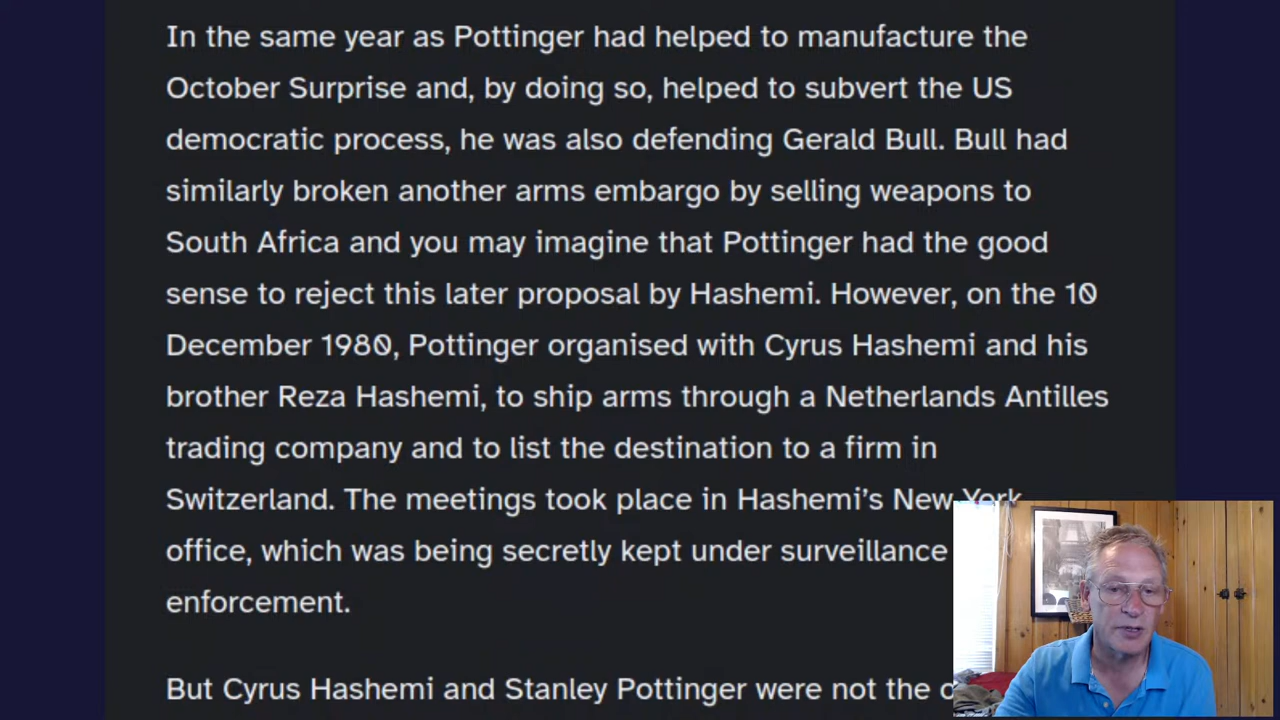 In the same year as Pottinger had helped to manufacture the
October Surprise and, by doing so, helped to subvert the US
democratic process, he was also defending Gerald Bull. Bull had
similarly broken another arms embargo by selling weapons to
South Africa and you may imagine that Pottinger had the good
sense to reject this later proposal by Hashemi. However, on the 10
December 1980, Pottinger organised with Cyrus Hashemi and his
brother Reza Hashemi, to ship arms through a Netherlands Antilles
trading company and to list the destination to a firm in
Switzerland. The meetings took place in Hashemi’s New York
office, which was being secretly kept under surveillance
enforcement.
But Cyrus Hashemi and Stanley Pottinger were not the